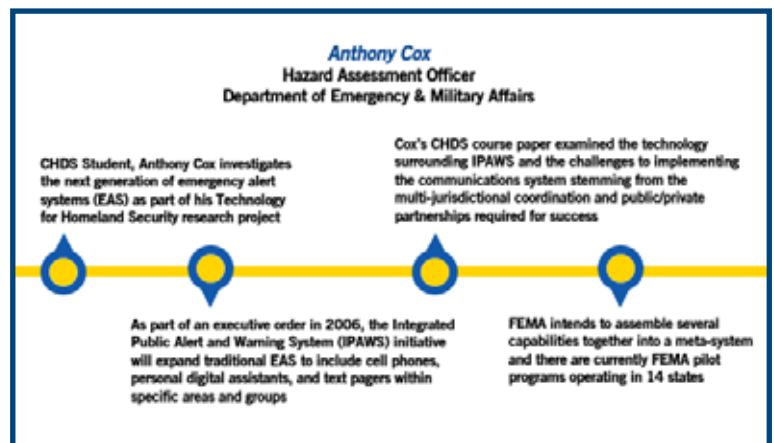 Anthony Cox
Hazard Assessment Officer
Department of Emergency & Military Affairs
CHDS Student, Anthony Cox investigates
the next generation of emergency alert
systems (EAS) as part of his Technology
for Homeland Security research project
As part of an executive order in 2006, the Integrated
Public Alert and Warning System (IPAWS) initiative
will expand traditional EAS to include cell phones,
personal digital assistants, and text pagers within
specific areas and groups
Cox's CHDS course paper examined the technology
surrounding IPAWS and the challenges to implementing
the communications system stemming from the
multi-jurisdictional coordination and public/private
partnerships required for success
FEMA intends to assemble several
capabilities together into a meta-system
and there are currently FEMA pilot
programs operating in 14 states